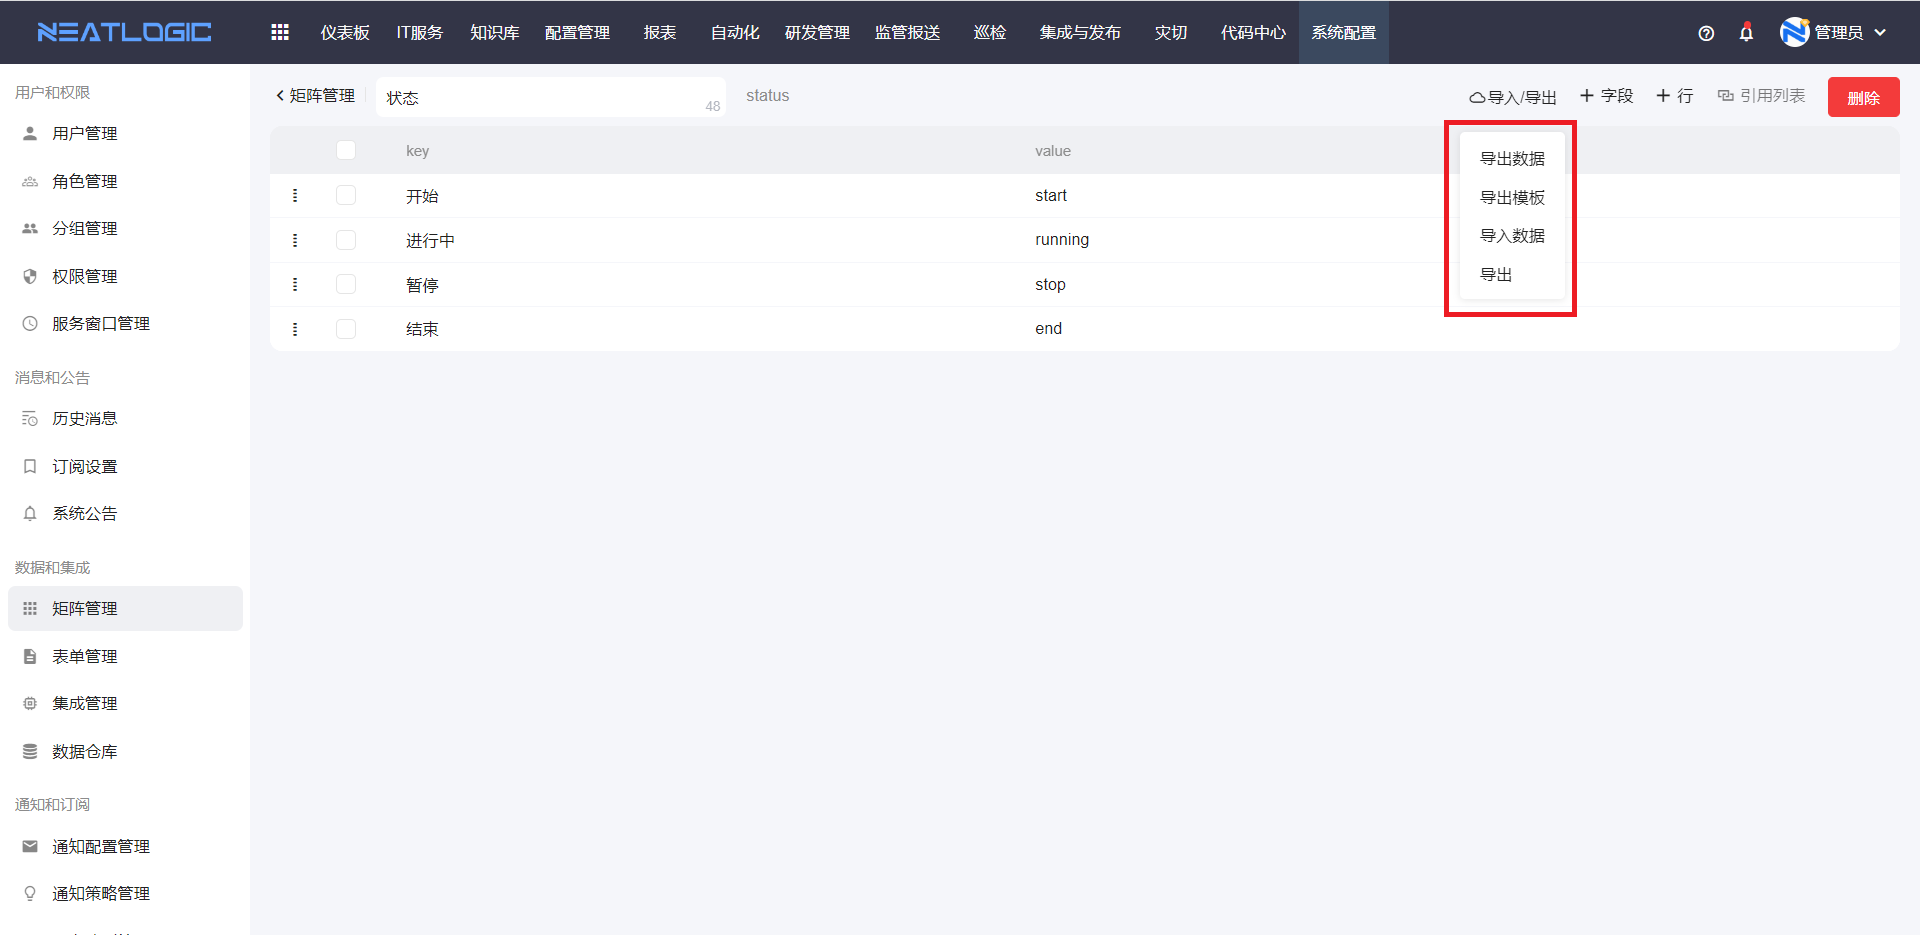 NEATLOGIC 仪表板 IT服务 知识库 配置管理 报表 自动化 研发管理 监管报送 巡检 集成与发布 灾切 代码中心 系统配置 管理员
用户和权限
用户管理
角色管理
分组管理
权限管理
服务窗口管理
消息和公告
历史消息
订阅设置
系统公告
数据和集成
矩阵管理
表单管理
集成管理
数据仓库
通知和订阅
通知配置管理
通知策略管理
矩阵管理 状态 48 status 导入/导出 字段 行 引用列表 删除
key value
开始 start
进行中 running
暂停 stop
结束 end
导出数据
导出模板
导入数据
导出